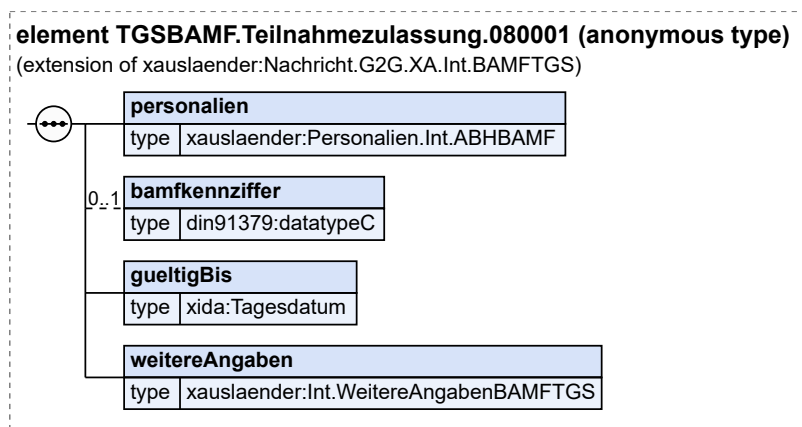 element TGSBAMF.Teilnahmezulassung.080001 (anonymous type)
(extension of xauslaender:Nachricht.G2G.XA.Int.BAMFTGS)
personalien
type xauslaender:Personalien.Int.ABHBAMF
0..1 bamfkennziffer
type din91379:datatypeC
gueltigBis
type xida:Tagesdatum
weitereAngaben
type xauslaender:Int.WeitereAngabenBAMFTGS